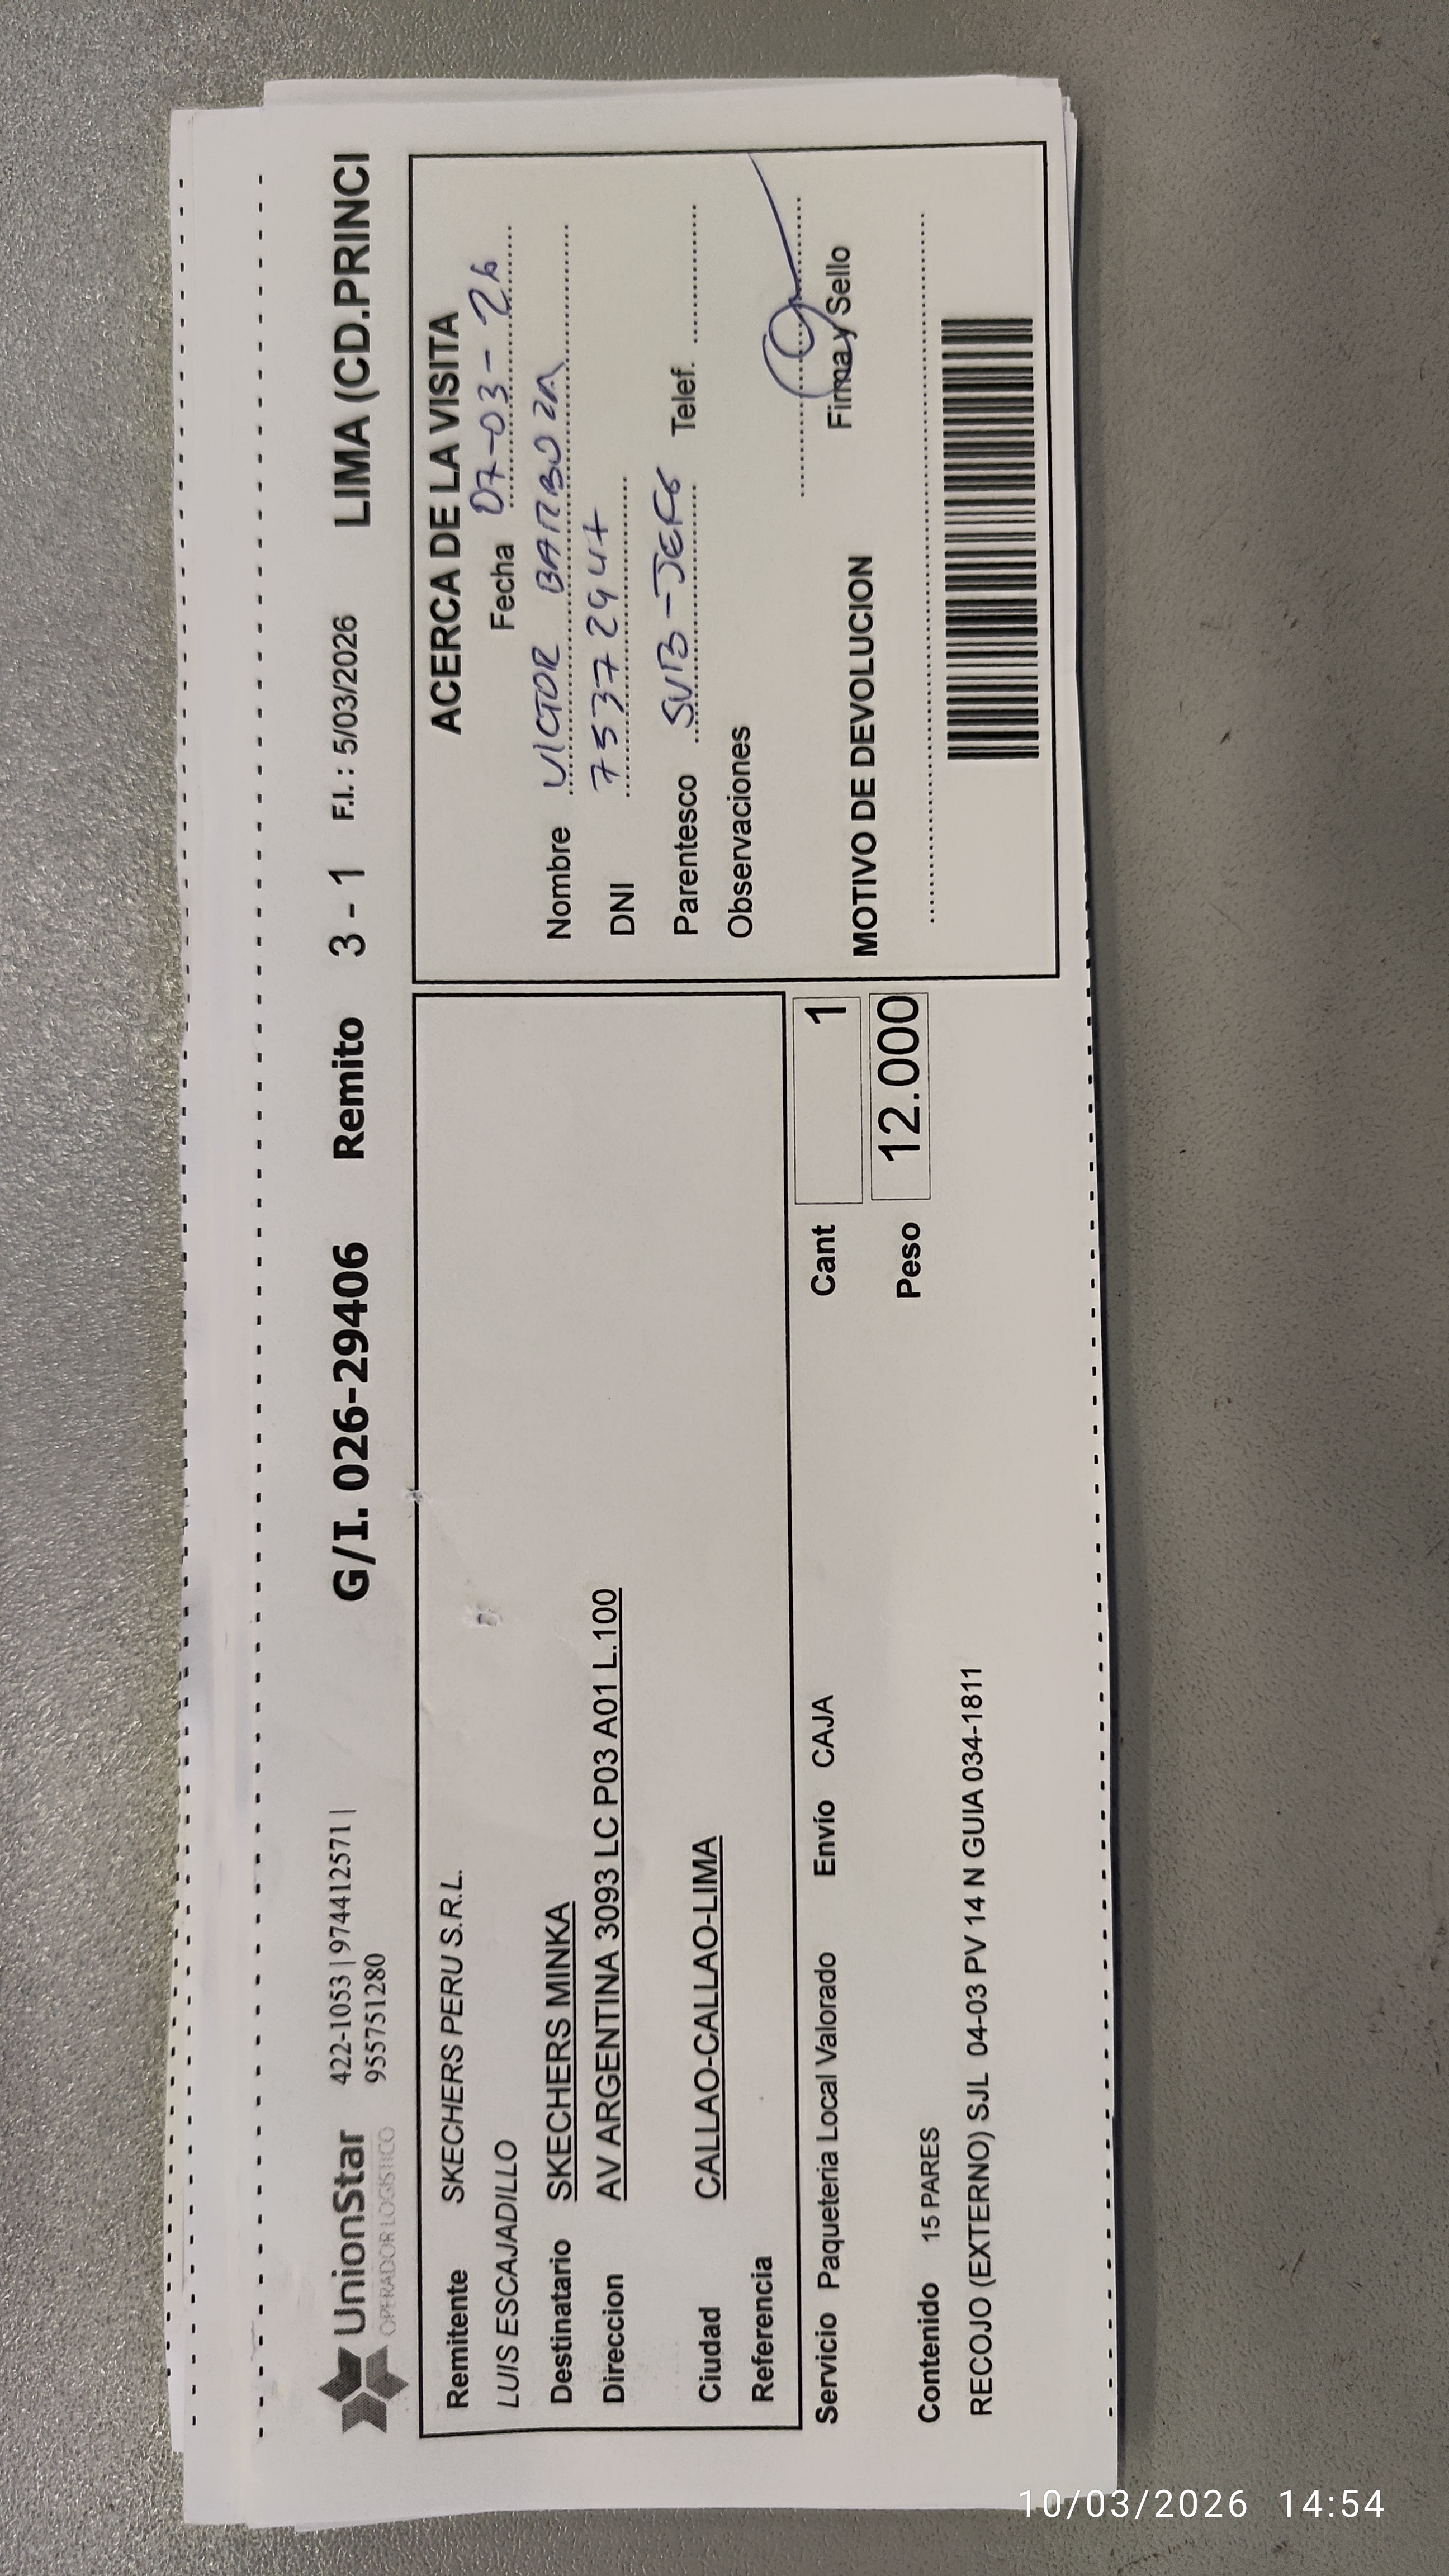 UnionStar
OPERADOR LOGISTICO
422-1053 | 974412571 |
955751280
G/I. 026-29406 Remito 3 - 1 F.I. : 5/03/2026 LIMA (CD.PRINCI
Remitente SKECHERS PERU S.R.L.
LUIS ESCAJADILLO
Destinatario SKECHERS MINKA
Direccion AV ARGENTINA 3093 LC P03 A01 L.100
Ciudad CALLAO-CALLAO-LIMA
Referencia
Servicio Paqueteria Local Valorado Envío CAJA Cant 1
Peso 12.000
Contenido 15 PARES
RECOJO (EXTERNO) SJL 04-03 PV 14 N GUIA 034-1811
ACERCA DE LA VISITA
Fecha 07-03-26
Nombre VICTOR BARBOZA
DNI
Parentesco SUB-JEFE Telef.
Observaciones
Firma y Sello
MOTIVO DE DEVOLUCION
10/03/2026 14:54